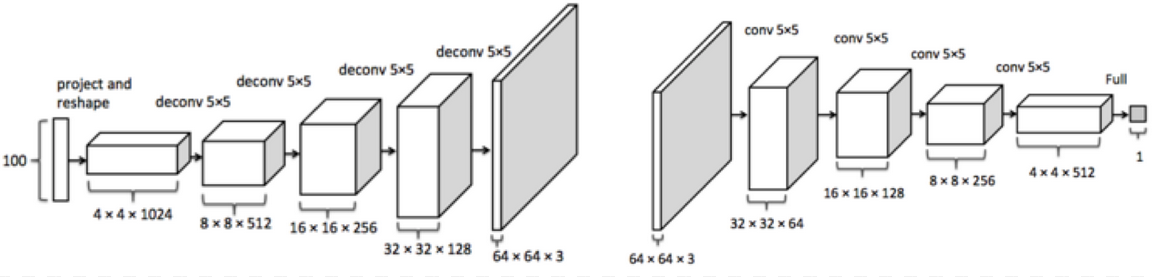 100
project and
reshape
4 × 4 × 1024
deconv 5×5
8 × 8 × 512
deconv 5×5
16 × 16 × 256
deconv 5×5
32 × 32 × 128
deconv 5×5
64 × 64 × 3
64 × 64 × 3
conv 5×5
32 × 32 × 64
conv 5×5
16 × 16 × 128
conv 5×5
8 × 8 × 256
conv 5×5
4 × 4 × 512
Full
1